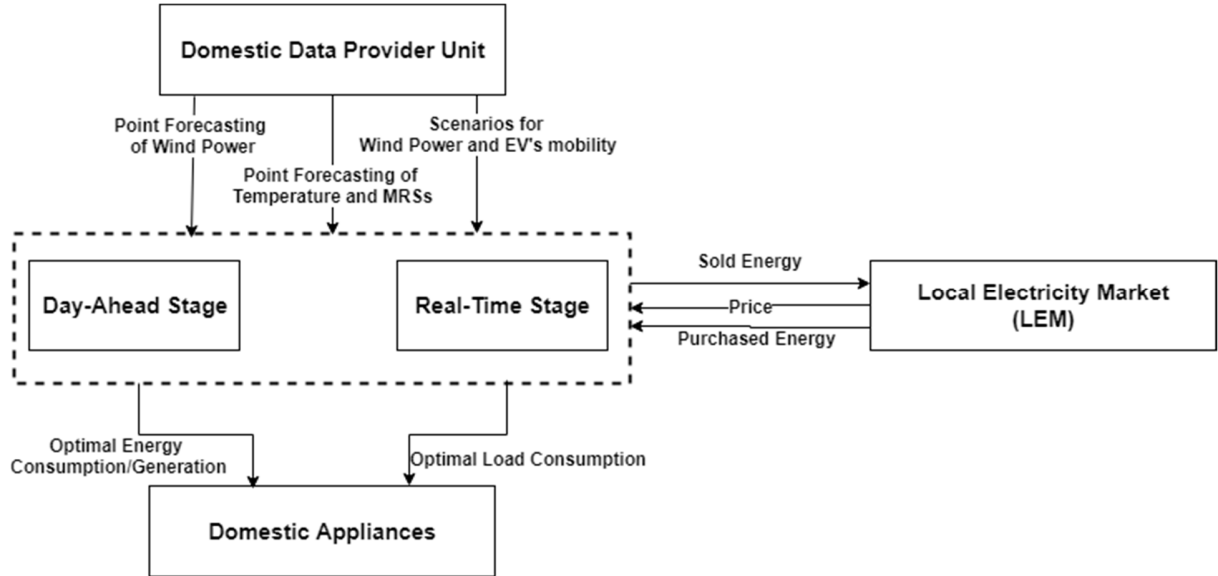 Domestic Data Provider Unit
Point Forecasting
of Wind Power
Scenarios for
Wind Power and EV's mobility
Point Forecasting of
Temperature and MRSs
Day-Ahead Stage
Real-Time Stage
Sold Energy
Price
Purchased Energy
Local Electricity Market
(LEM)
Optimal Energy
Consumption/Generation
Optimal Load Consumption
Domestic Appliances